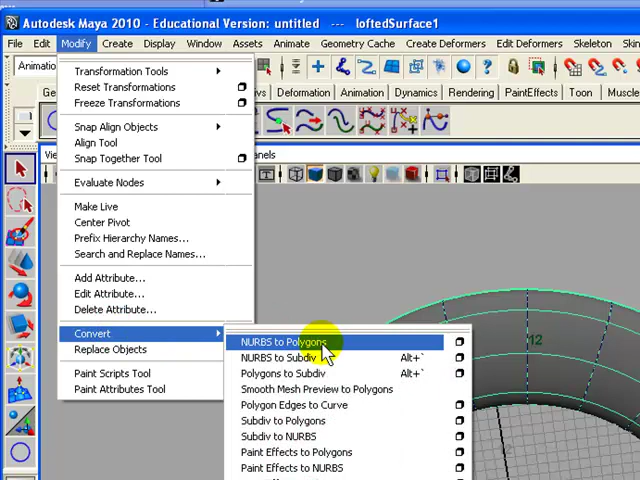 Autodesk Maya 2010 - Educational Version: untitled --- loftedSurface1
File Edit Modify Create Display Window Assets Animate Geometry Cache Create Deformers Edit Deformers Skeleton
Transformation Tools
Reset Transformations
Freeze Transformations
Deformation Animation Dynamics Rendering PaintEffects Toon
Snap Align Objects
Align Tool
Snap Together Tool
Evaluate Nodes
Make Live
Center Pivot
Prefix Hierarchy Names...
Search and Replace Names...
Add Attribute...
Edit Attribute...
Delete Attribute...
Convert
Replace Objects
Paint Scripts Tool
Paint Attributes Tool
NURBS to Polygons
NURBS to Subdiv Alt+`
Polygons to Subdiv Alt+`
Smooth Mesh Preview to Polygons
Polygon Edges to Curve
Subdiv to Polygons
Subdiv to NURBS
Paint Effects to Polygons
Paint Effects to NURBS
12